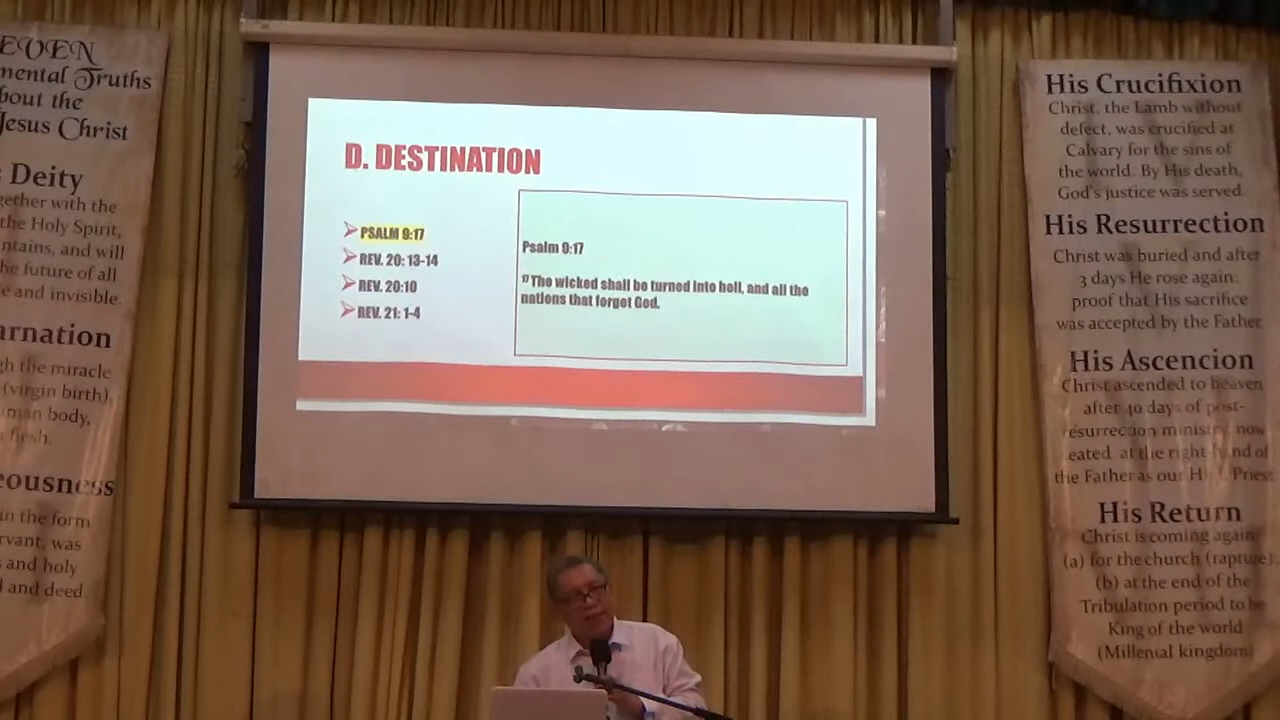 EVEN
mental Truths
bout the
Jesus Christ
Deity
gether with the
the Holy Spirit,
ntains, and will
he future of all
e and invisible.
arnation
gh the miracle
(virgin birth),
uman body,
flesh.
eousness
in the form
rvant, was
s and holy
and deed
D. DESTINATION
PSALM 9:17
REV. 20: 13-14
REV. 20:10
REV. 21: 1-4
Psalm 9:17
17 The wicked shall be turned into hell, and all the
nations that forget God.
His Crucifixion
Christ, the Lamb without
defect, was crucified at
Calvary for the sins of
the world. By His death,
God's justice was served.
His Resurrection
Christ was buried and after
3 days He rose again:
proof that His sacrifice
was accepted by the Father.
His Ascencion
Christ ascended to heaven
after 40 days of post-
resurrection ministry, now
eated at the right hand of
the Father as our Priest
His Return
Christ is coming again
(a) for the church (rapture);
(b) at the end of the
Tribulation period to be
King of the world
(Millenial kingdom)